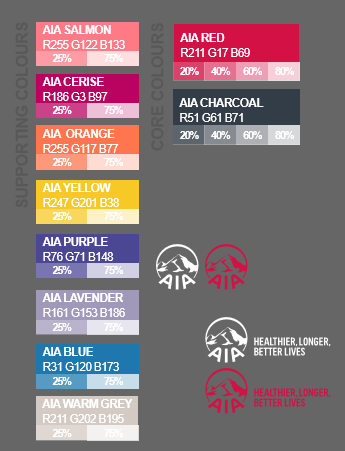 SUPPORTING COLOURS
AIA SALMON
R255 G122 B133
25% 75%
AIA CERISE
R186 G3 B97
25% 75%
AIA ORANGE
R255 G117 B77
25% 75%
AIA YELLOW
R247 G201 B38
25% 75%
AIA PURPLE
R76 G71 B148
25% 75%
AIA LAVENDER
R161 G153 B186
25% 75%
AIA BLUE
R31 G120 B173
25% 75%
AIA WARM GREY
R211 G202 B195
25% 75%
CORE COLOURS
AIA RED
R211 G17 B69
20% 40% 60% 80%
AIA CHARCOAL
R51 G61 B71
20% 40% 60% 80%
AIA
AIA
AIA
HEALTHIER, LONGER,
BETTER LIVES
AIA
HEALTHIER, LONGER,
BETTER LIVES